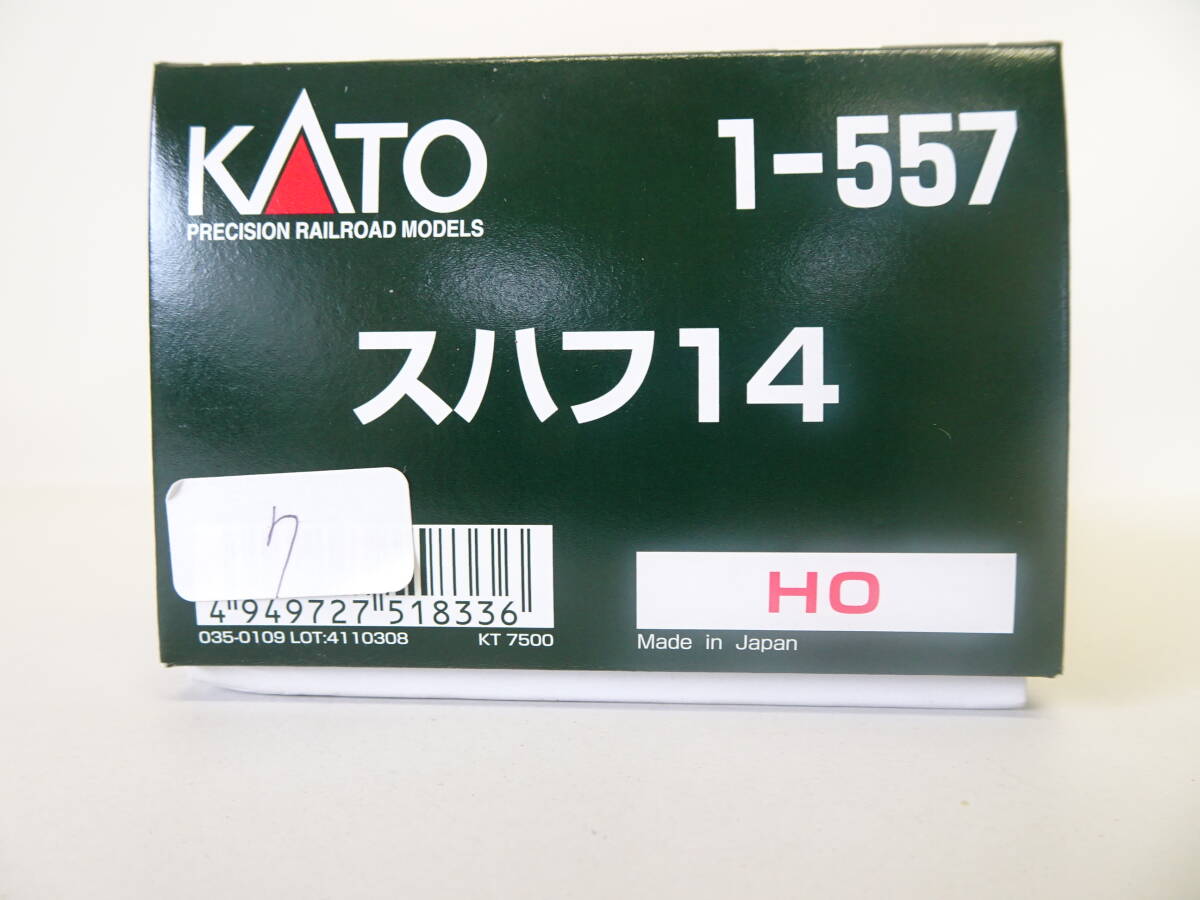 KATO
PRECISION RAILROAD MODELS
1-557
スハフ14
7
4"949727"518336"
035-0109 LOT:4110308 KT 7500
HO
Made in Japan